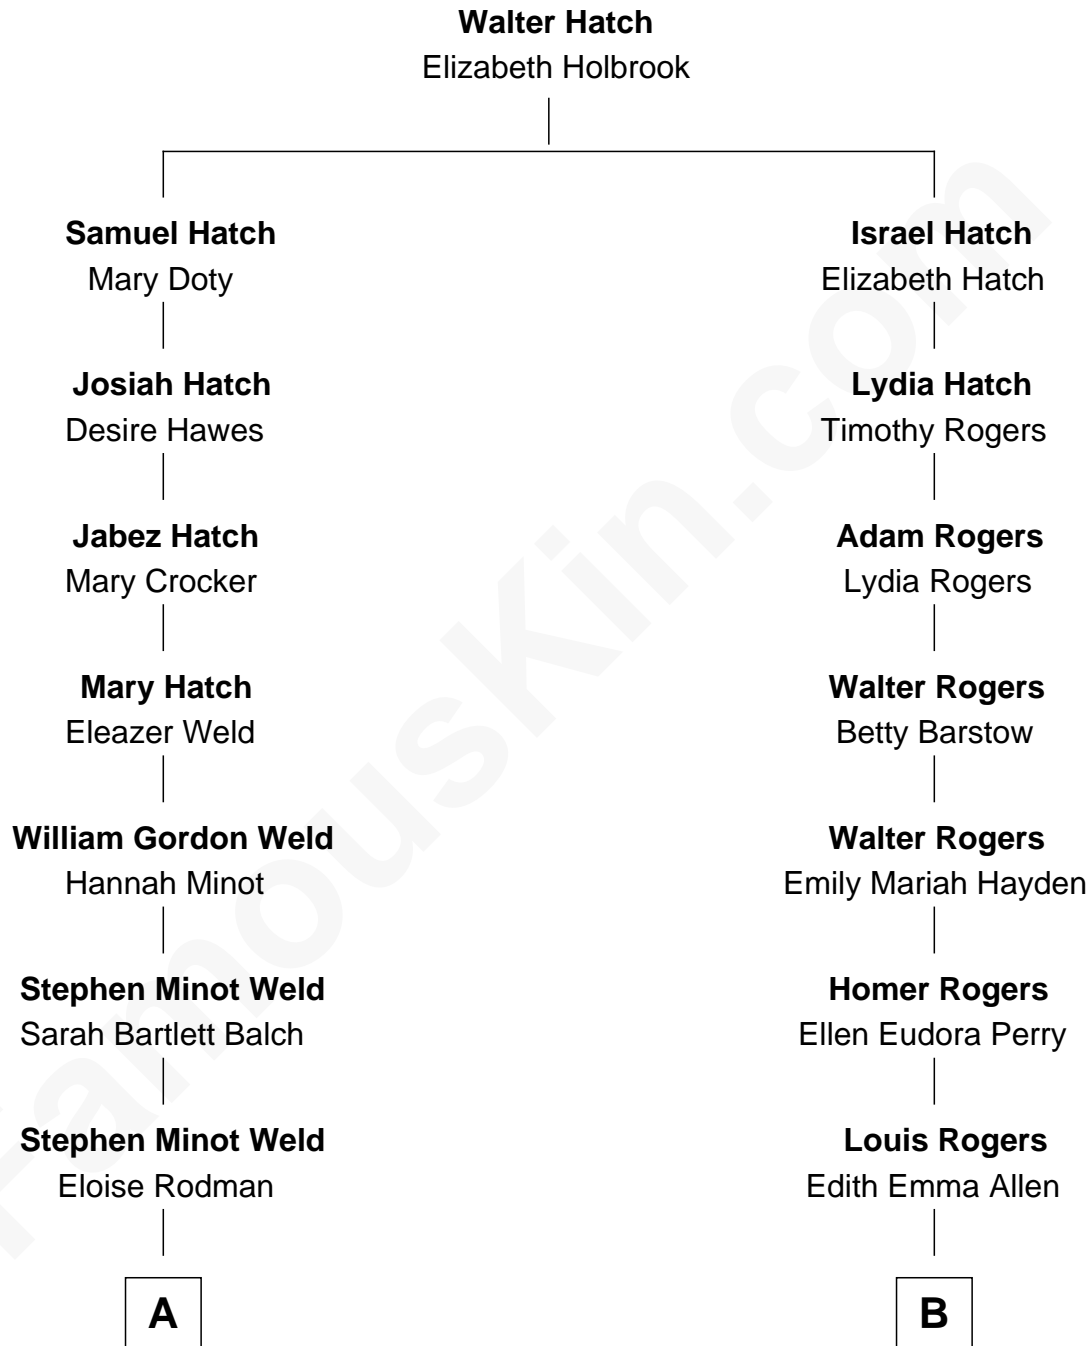 Walter Hatch
Elizabeth Holbrook
Samuel Hatch
Mary Doty
Josiah Hatch
Desire Hawes
Jabez Hatch
Mary Crocker
Mary Hatch
Eleazer Weld
William Gordon Weld
Hannah Minot
Stephen Minot Weld
Sarah Bartlett Balch
Stephen Minot Weld
Eloise Rodman
A
Israel Hatch
Elizabeth Hatch
Lydia Hatch
Timothy Rogers
Adam Rogers
Lydia Rogers
Walter Rogers
Betty Barstow
Walter Rogers
Emily Mariah Hayden
Homer Rogers
Ellen Eudora Perry
Louis Rogers
Edith Emma Allen
B
FamousKin.com